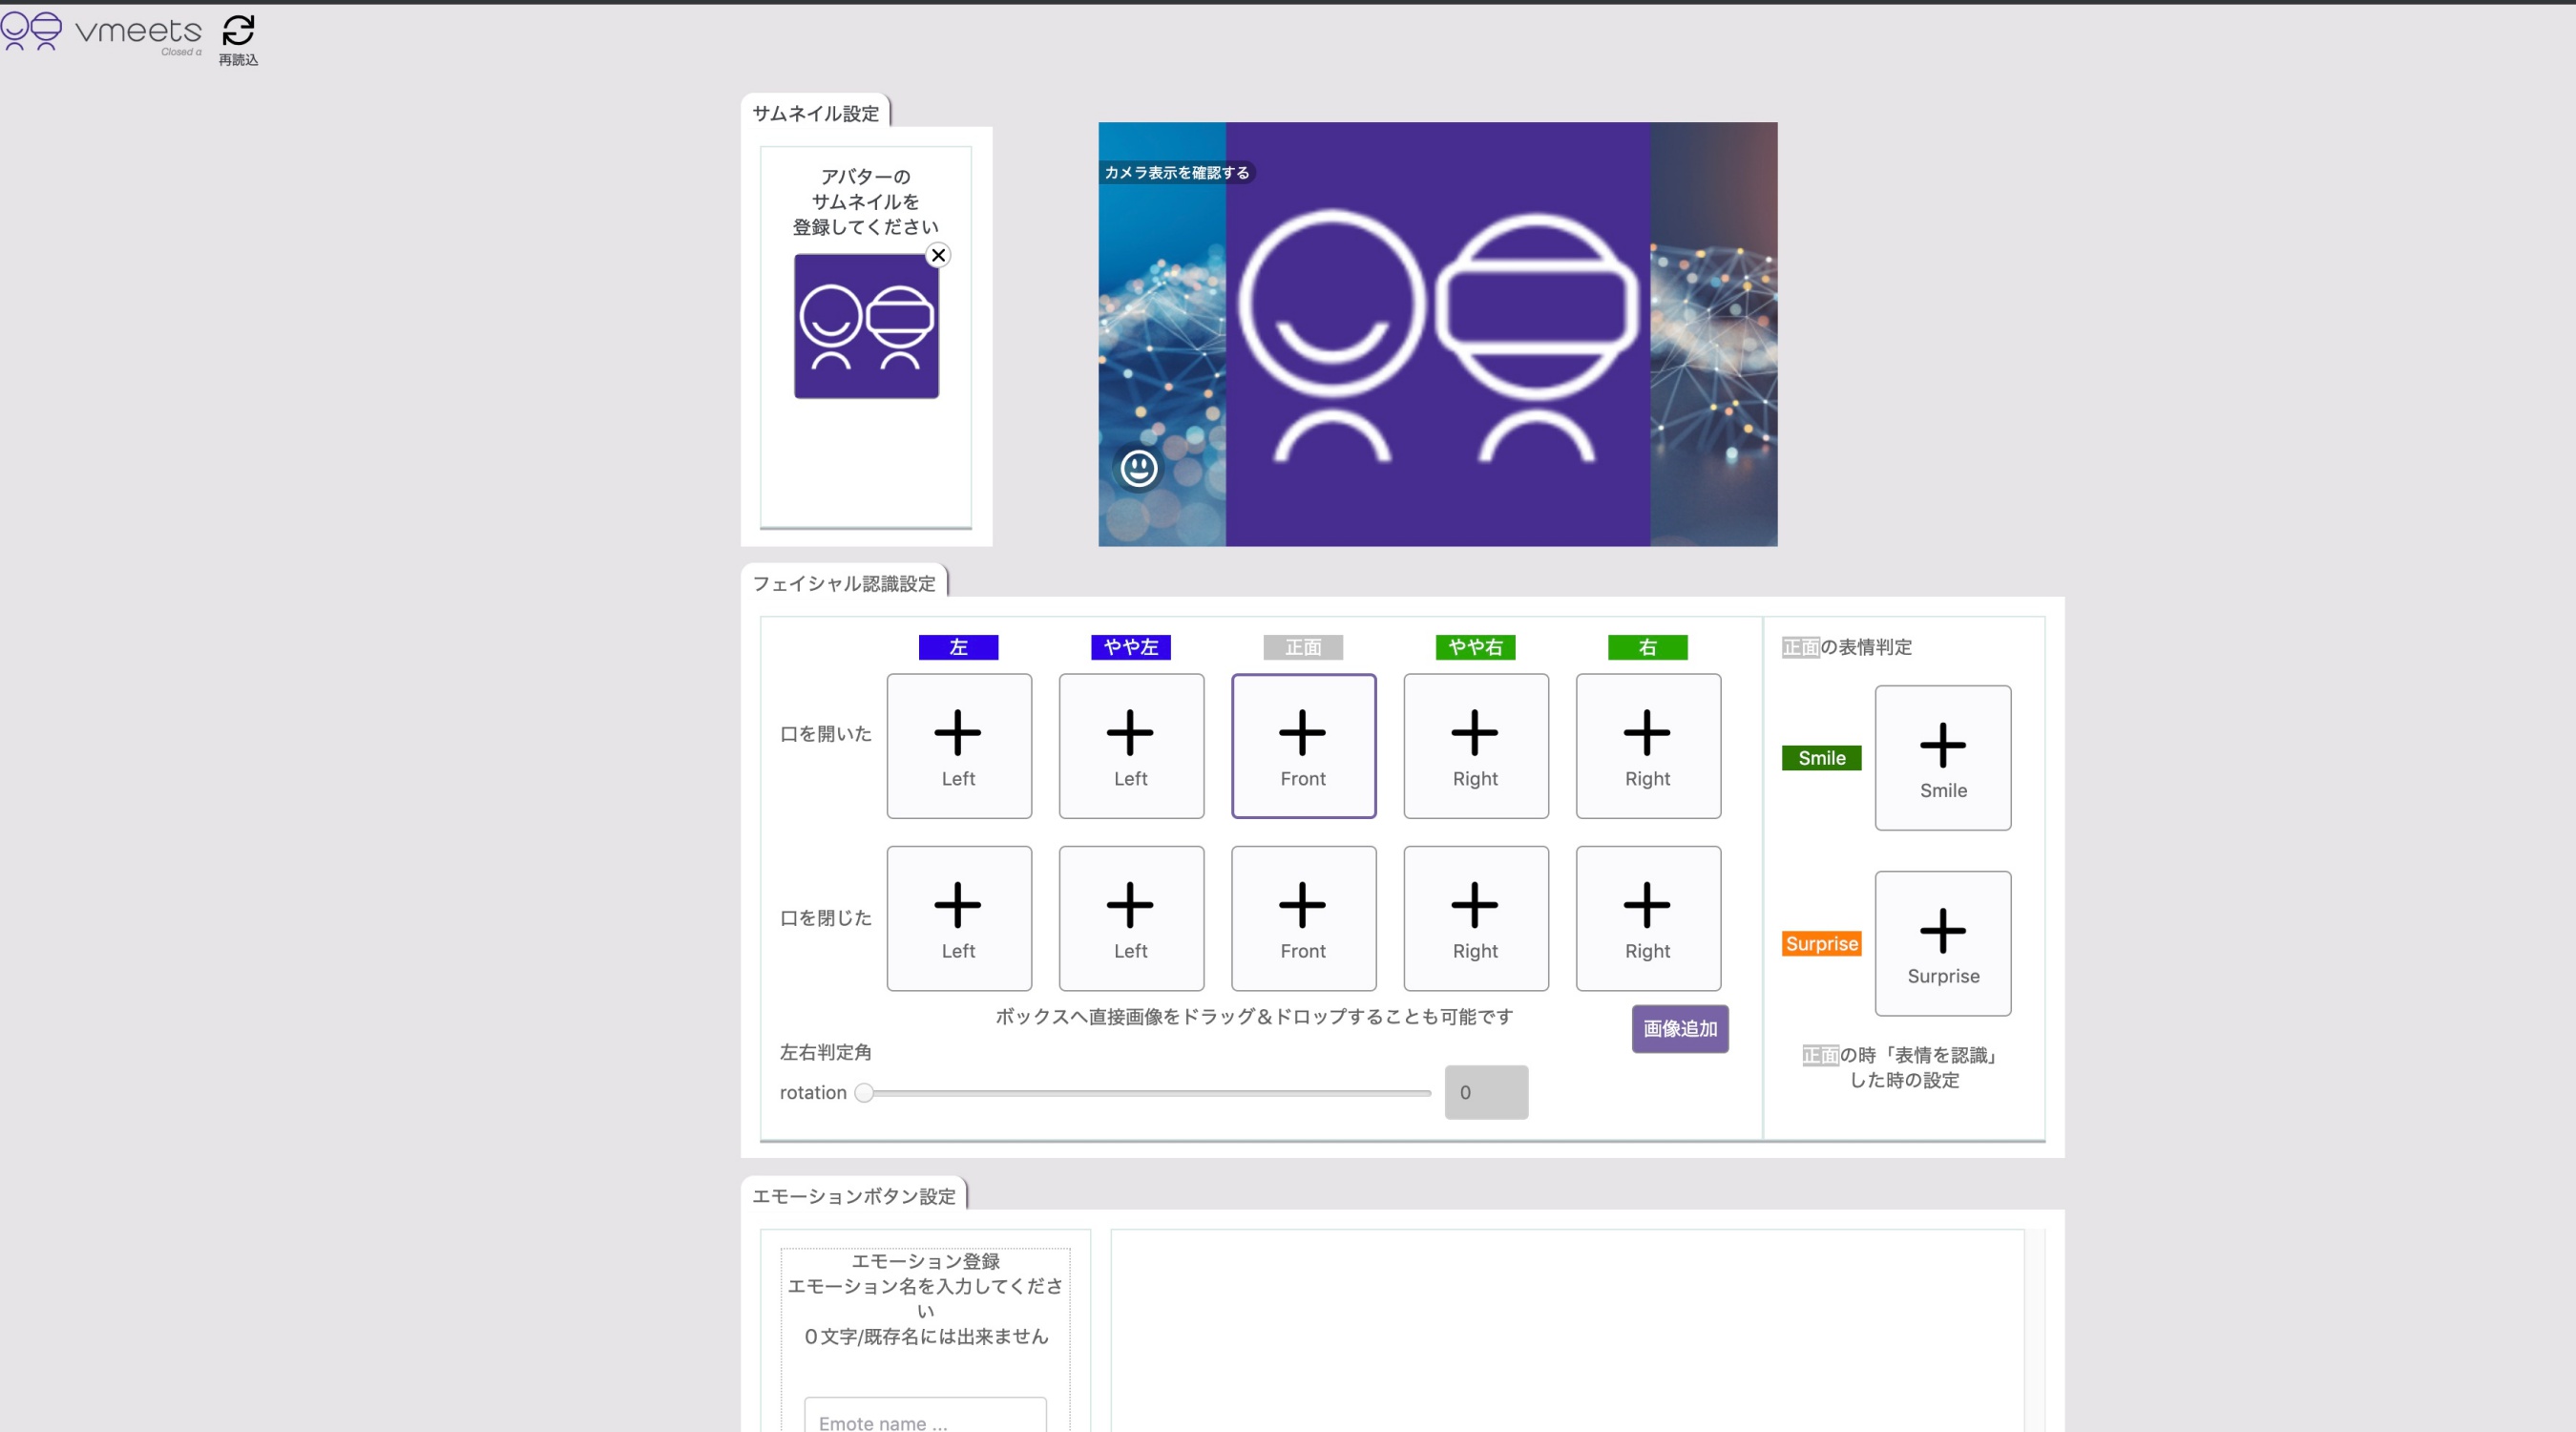 vmeets
Closed α
再読込
サムネイル設定
アバターの
サムネイルを
登録してください
カメラ表示を確認する
フェイシャル認識設定
左 やや左 正面 やや右 右
正面の表情判定
口を開いた
Left Left Front Right Right
Smile
Smile
口を閉じた
Left Left Front Right Right
Surprise
Surprise
ボックスへ直接画像をドラッグ＆ドロップすることも可能です
画像追加
左右判定角
rotation 0
正面の時「表情を認識」
した時の設定
エモーションボタン設定
エモーション登録
エモーション名を入力してくださ
い
０文字/既存名には出来ません
Emote name ...